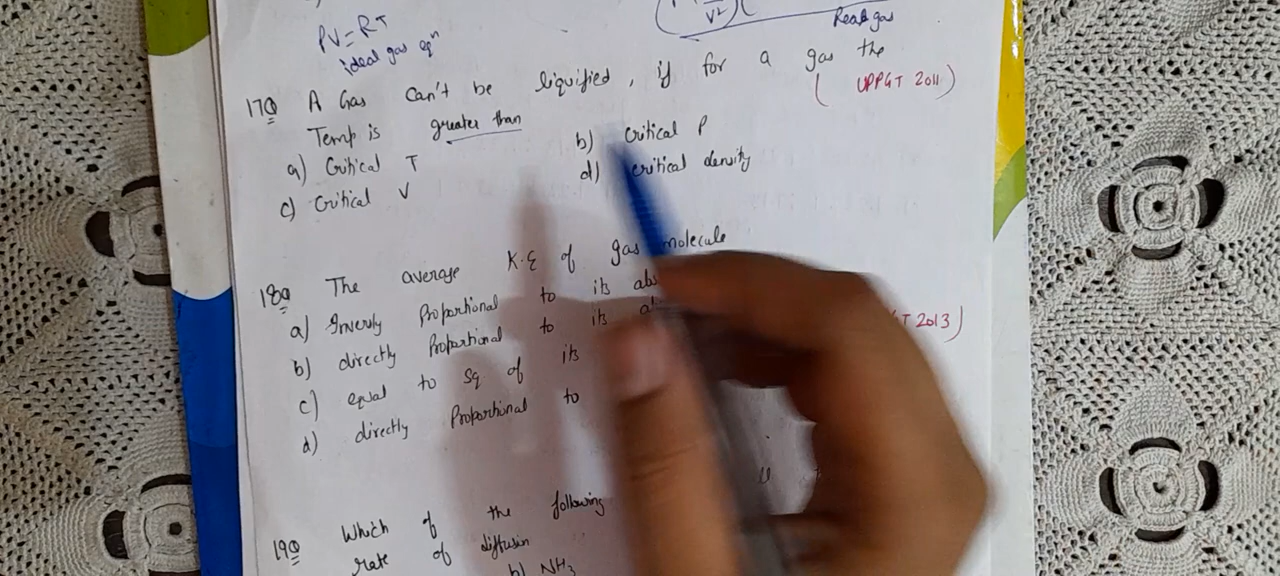 V²
Real gas
PV = RT
ideal gas eqⁿ
17Q A Gas can't be liquified, if for a gas the
Temp is greater than ( UPPGT 2011)
a) Critical T b) Critical P
c) Critical V d) critical density
18Q The average K.E of gas molecule
a) Inversly Proportional to its abs
b) directly Proportional to its
c) equal to sq of its
T 2013)
d) directly Proportional to
19Q Which of the following
rate of diffusion
b) NH3